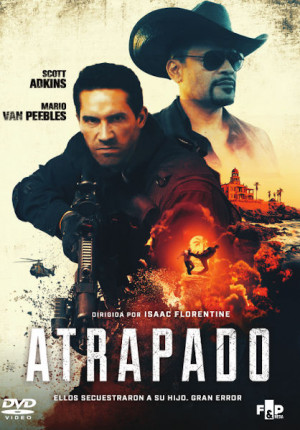 SCOTT
ADKINS
MARIO
VAN PEEBLES
DIRIGIDA POR ISAAC FLORENTINE
ATRAPADO
ELLOS SECUESTRARON A SU HIJO. GRAN ERROR
DVD
VIDEO